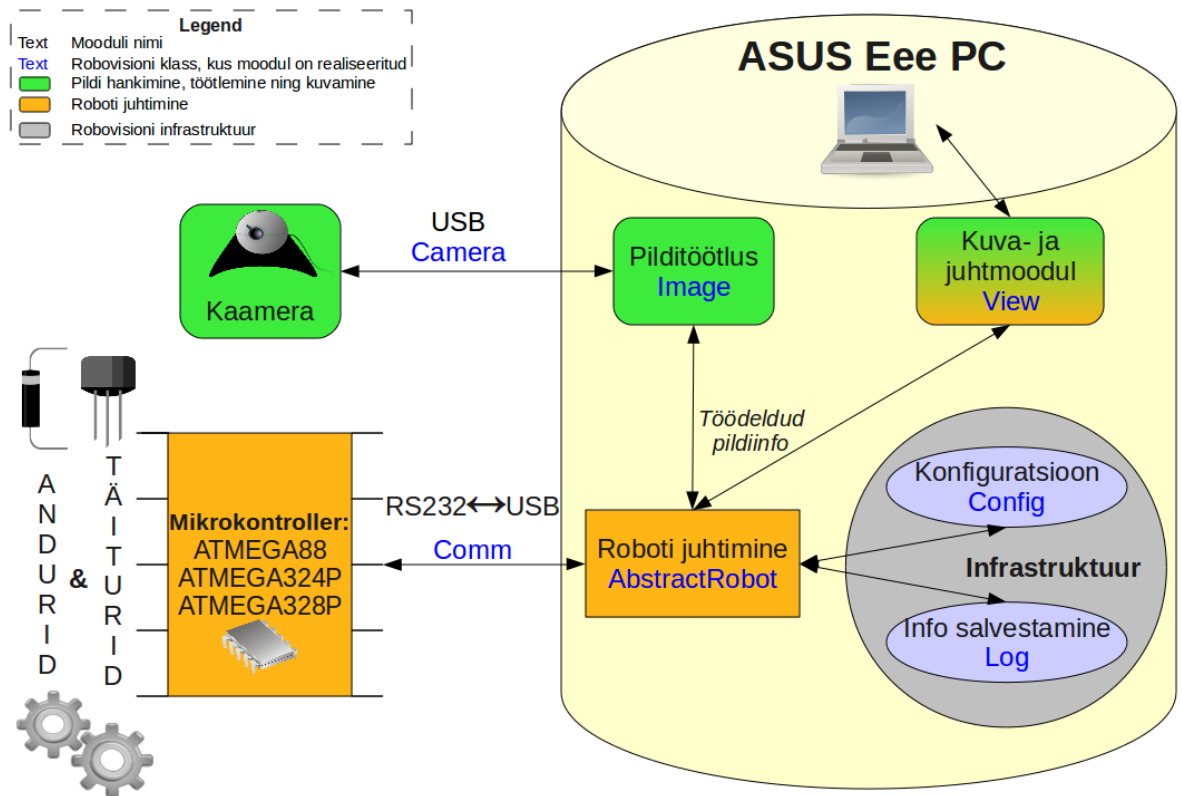 Legend
Text Mooduli nimi
Text Robovisioni klass, kus moodul on realiseeritud
Pildi hankimine, töötlemine ning kuvamine
Roboti juhtimine
Robovisioni infrastruktuur
ASUS Eee PC
Kaamera
USB
Camera
Pilditöötlus
Image
Kuva- ja
juhtmoodul
View
Töödeldud
pildiinfo
ANDURID
&
TÄITURID
Mikrokontroller:
ATMEGA88
ATMEGA324P
ATMEGA328P
RS232↔USB
Comm
Roboti juhtimine
AbstractRobot
Konfiguratsioon
Config
Infrastruktuur
Info salvestamine
Log